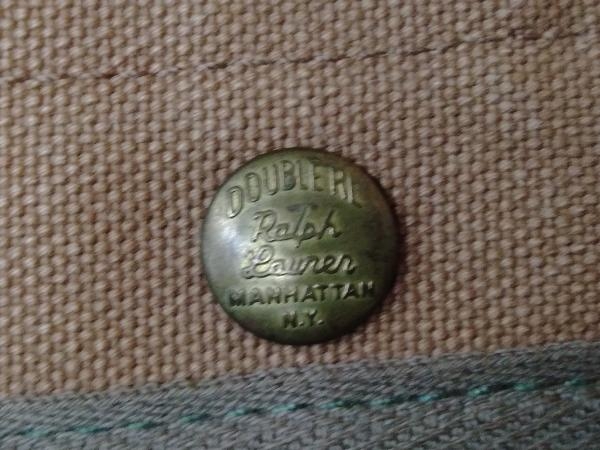 DOUBLE RL
Ralph
Lauren
MANHATTAN
N.Y.